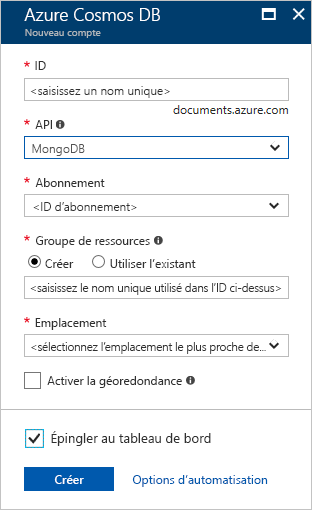 Azure Cosmos DB
Nouveau compte
* ID
<saisissez un nom unique>
documents.azure.com
* API
MongoDB
* Abonnement
<ID d'abonnement>
* Groupe de ressources
Créer Utiliser l'existant
<saisissez le nom unique utilisé dans l'ID ci-dessus>
* Emplacement
<sélectionnez l'emplacement le plus proche de...
Activer la géoredondance
Épingler au tableau de bord
Créer Options d'automatisation